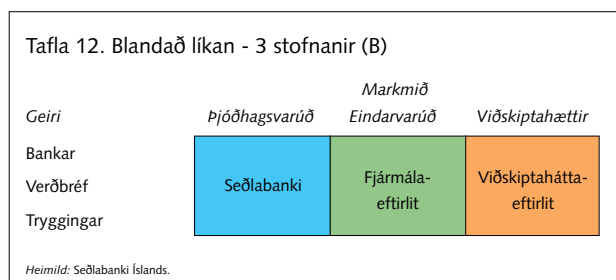 Tafla 12. Blandað líkan - 3 stofnanir (B)
Markmið
Geiri Þjóðhagsvarúð Eindarvarúð Viðskiptahættir
Bankar
Verðbréf
Tryggingar
Seðlabanki
Fjármála-
eftirlit
Viðskiptahátta-
eftirlit
Heimild: Seðlabanki Íslands.